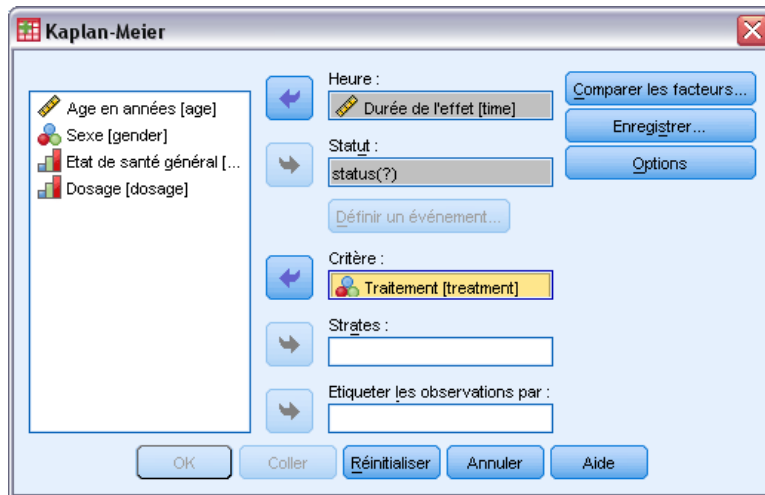 Kaplan-Meier
Age en années [age]
Sexe [gender]
Etat de santé général [...
Dosage [dosage]
Heure :
Durée de l'effet [time]
Statut :
status(?)
Définir un événement...
Critère :
Traitement [treatment]
Strates :
Etiqueter les observations par :
Comparer les facteurs...
Enregistrer...
Options
OK
Coller
Réinitialiser
Annuler
Aide